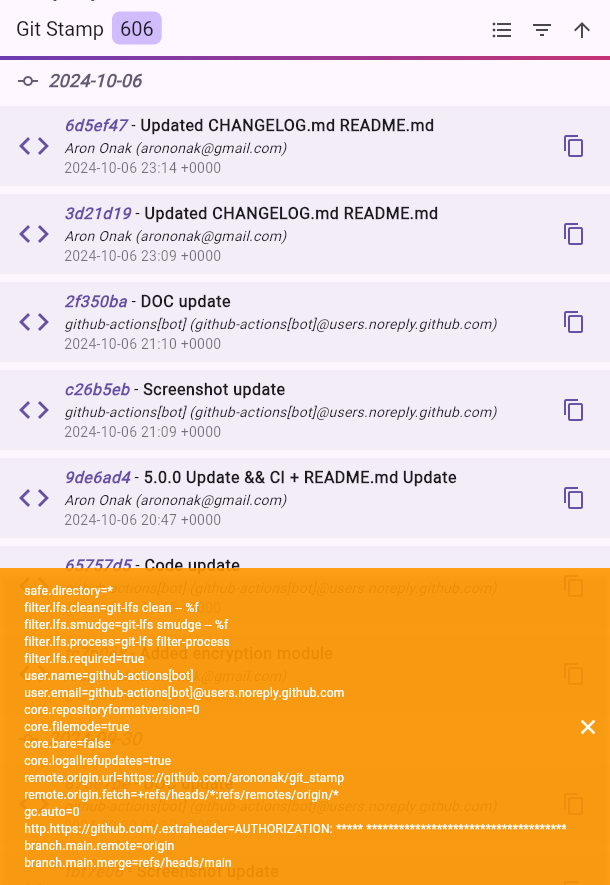 Git Stamp 606
2024-10-06
6d5ef47 - Updated CHANGELOG.md README.md
Aron Onak (arononak@gmail.com)
2024-10-06 23:14 +0000
3d21d19 - Updated CHANGELOG.md README.md
Aron Onak (arononak@gmail.com)
2024-10-06 23:09 +0000
2f350ba - DOC update
github-actions[bot] (github-actions[bot]@users.noreply.github.com)
2024-10-06 21:10 +0000
c26b5eb - Screenshot update
github-actions[bot] (github-actions[bot]@users.noreply.github.com)
2024-10-06 21:09 +0000
9de6ad4 - 5.0.0 Update && CI + README.md Update
Aron Onak (arononak@gmail.com)
2024-10-06 20:47 +0000
65757d5 - Code update
safe.directory=*
filter.lfs.clean=git-lfs clean -- %f
filter.lfs.smudge=git-lfs smudge -- %f
filter.lfs.process=git-lfs filter-process
filter.lfs.required=true
user.name=github-actions[bot]
user.email=github-actions[bot]@users.noreply.github.com
core.repositoryformatversion=0
core.filemode=true
core.bare=false
core.logallrefupdates=true
remote.origin.url=https://github.com/arononak/git_stamp
remote.origin.fetch=+refs/heads/*:refs/remotes/origin/*
gc.auto=0
http.https://github.com/.extraheader=AUTHORIZATION: ***** ************************************
branch.main.remote=origin
branch.main.merge=refs/heads/main